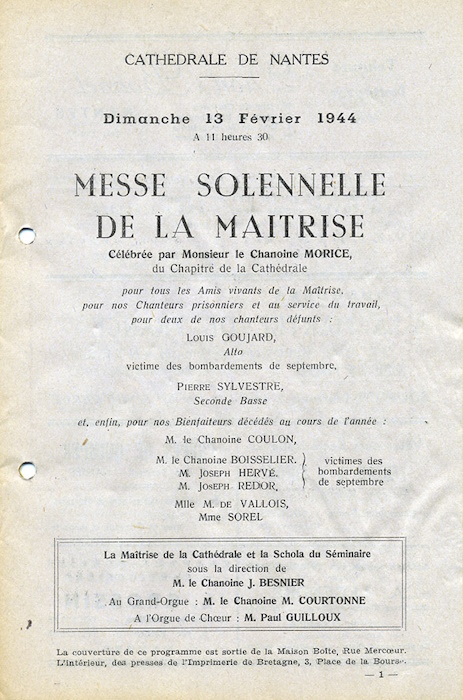 CATHEDRALE DE NANTES
Dimanche 13 Février 1944
A 11 heures 30
MESSE SOLENNELLE
DE LA MAITRISE
Célébrée par Monsieur le Chanoine MORICE,
du Chapitre de la Cathédrale
pour tous les Amis vivants de la Maîtrise,
pour nos Chanteurs prisonniers et au service du travail,
pour deux de nos chanteurs défunts :
LOUIS GOUJARD,
Alto
victime des bombardements de septembre,
PIERRE SYLVESTRE,
Seconde Basse
et, enfin, pour nos Bienfaiteurs décédés au cours de l'année :
M. le Chanoine COULON,
M. le Chanoine BOISSELIER.
M. JOSEPH HERVÉ,
M. JOSEPH REDOR,
victimes des
bombardements
de septembre
Mlle M. DE VALLOIS,
Mme SOREL
La Maîtrise de la Cathédrale et la Schola du Séminaire
sous la direction de
M. le Chanoine J. BESNIER
Au Grand-Orgue : M. le Chanoine M. COURTONNE
A l'Orgue de Chœur : M. Paul GUILLOUX
La couverture de ce programme est sortie de la Maison Bolte, Rue Mercœur.
L'intérieur, des presses de l'Imprimerie de Bretagne, 3, Place de la Bourse.
— 1 —